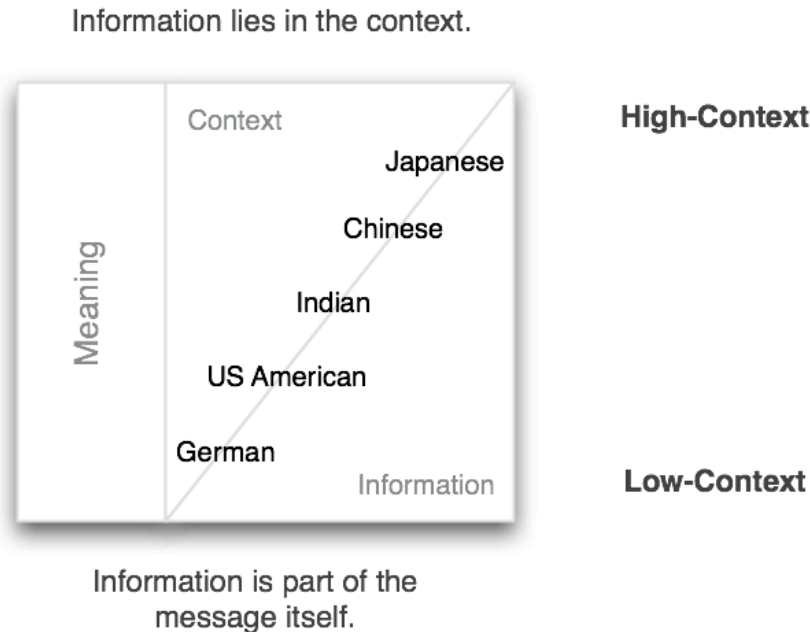 Information lies in the context.
High-Context
Context
Japanese
Chinese
Meaning
Indian
US American
German
Information
Low-Context
Information is part of the
message itself.